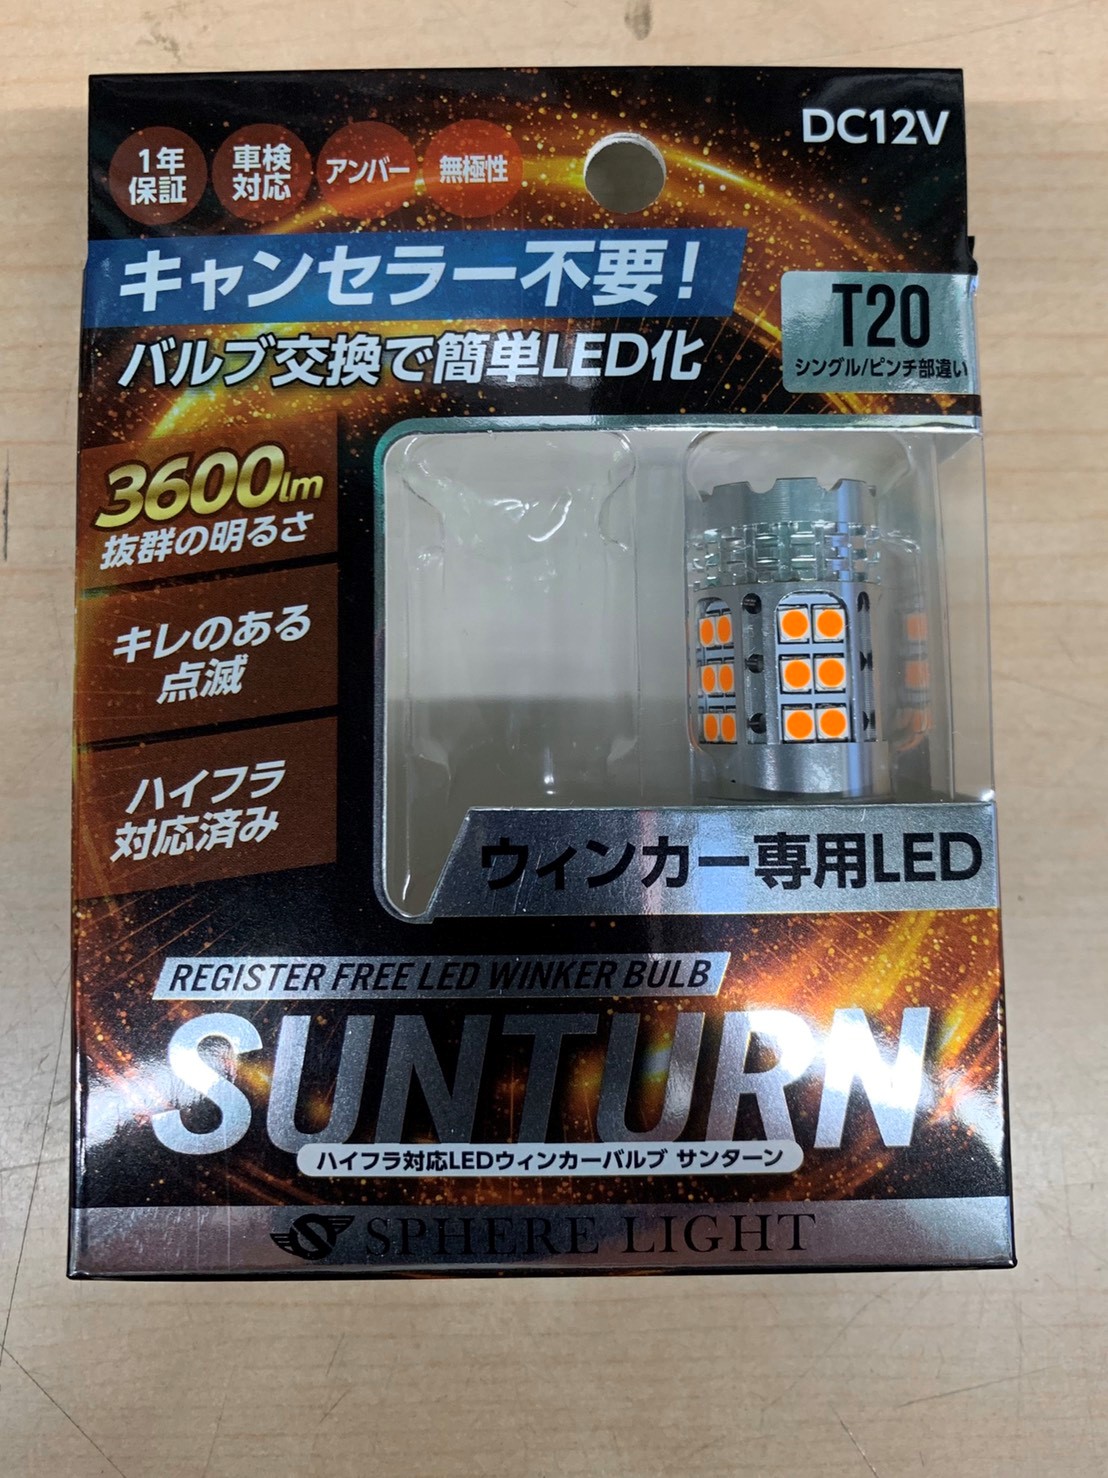 DC12V
1年
保証
車検
対応
アンバー
無極性
キャンセラー不要!
バルブ交換で簡単LED化
T20
シングル/ピンチ部違い
3600lm
抜群の明るさ
キレのある
点滅
ハイフラ
対応済み
ウィンカー専用LED
REGISTER FREE LED WINKER BULB
SUNTURN
ハイフラ対応LEDウィンカーバルブ サンターン
SPHERE LIGHT